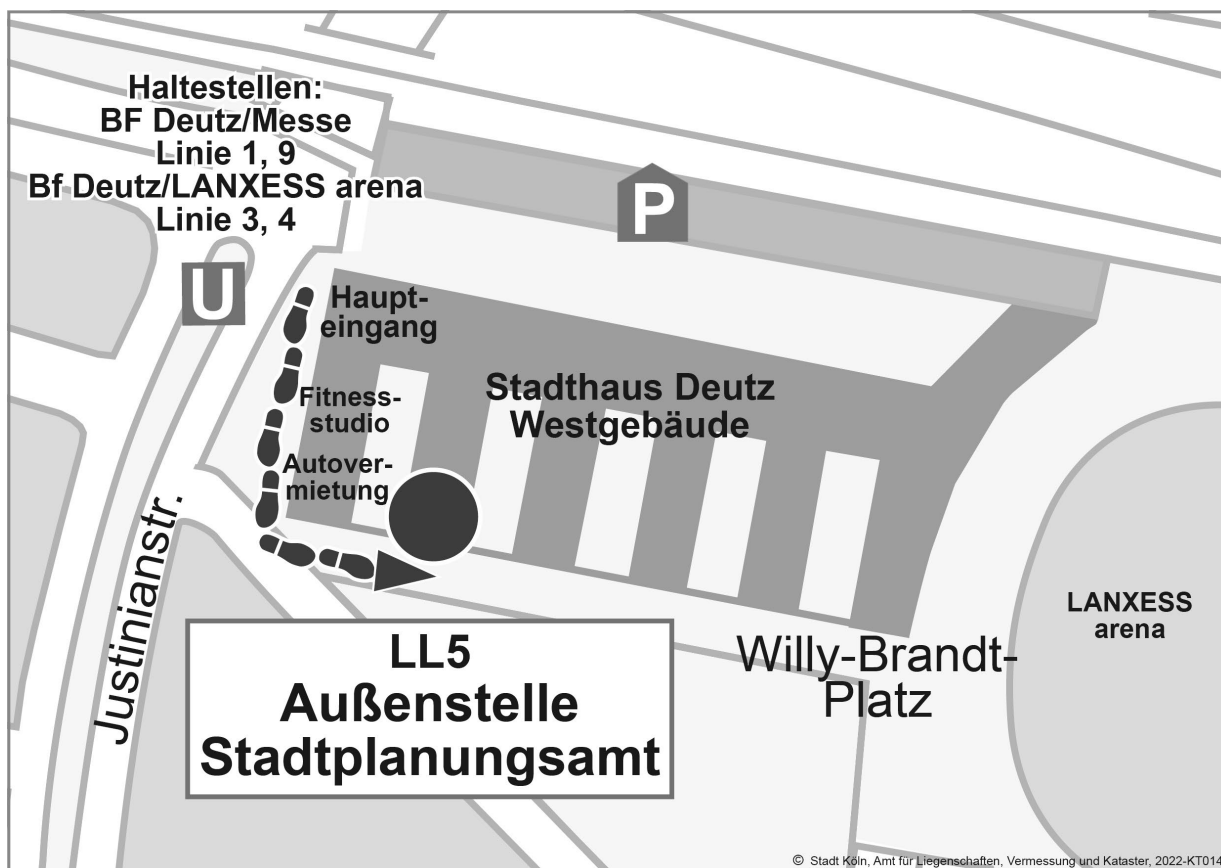 Haltestellen:
BF Deutz/Messe
Linie 1, 9
Bf Deutz/LANXESS arena
Linie 3, 4
P
U
Haupt-
eingang
Stadthaus Deutz
Westgebäude
Fitness-
studio
Autover-
mietung
Justinianstr.
LANXESS
arena
Willy-Brandt-
Platz
LL5
Außenstelle
Stadtplanungsamt
© Stadt Köln, Amt für Liegenschaften, Vermessung und Kataster, 2022-KT014